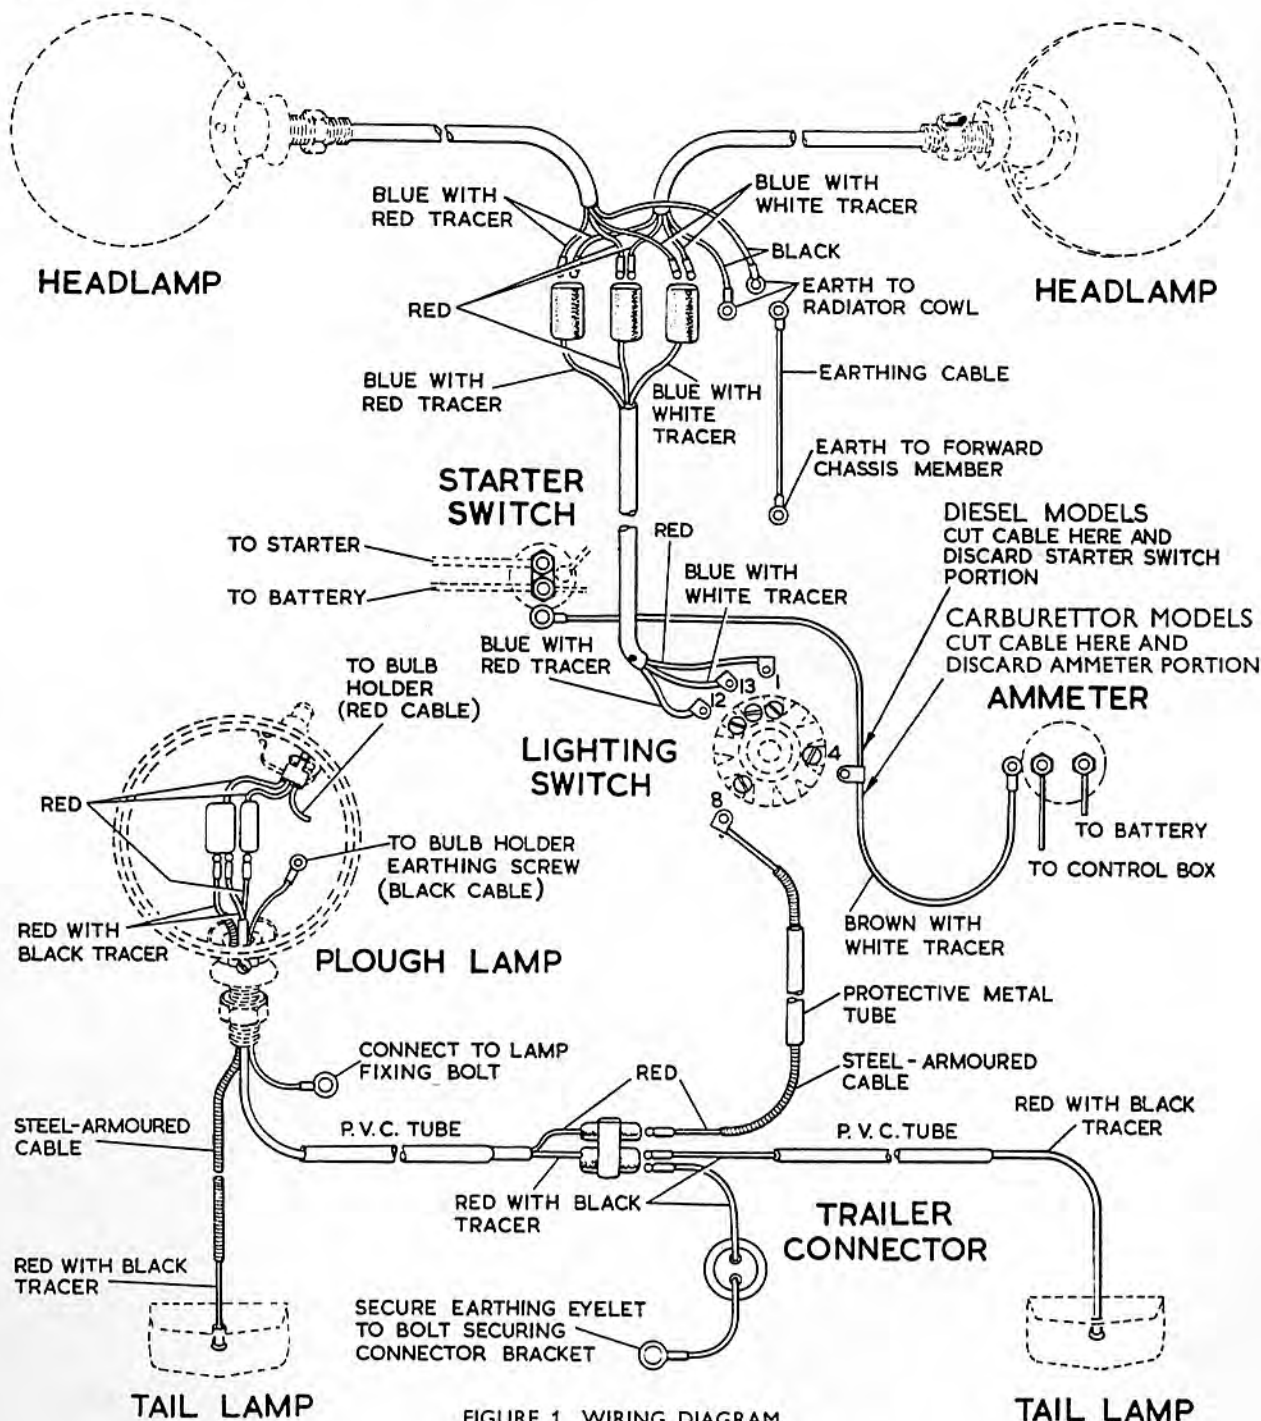 HEADLAMP
BLUE WITH
RED TRACER
BLUE WITH
WHITE TRACER
BLACK
HEADLAMP
RED
EARTH TO
RADIATOR COWL
BLUE WITH
RED TRACER
BLUE WITH
WHITE
TRACER
EARTHING CABLE
EARTH TO FORWARD
CHASSIS MEMBER
STARTER
SWITCH
TO STARTER
TO BATTERY
RED
BLUE WITH
WHITE TRACER
BLUE WITH
RED TRACER
DIESEL MODELS
CUT CABLE HERE AND
DISCARD STARTER SWITCH
PORTION
CARBURETTOR MODELS
CUT CABLE HERE AND
DISCARD AMMETER PORTION
AMMETER
TO BULB
HOLDER
(RED CABLE)
1
13
12
LIGHTING
SWITCH
4
8
RED
TO BULB HOLDER
EARTHING SCREW
(BLACK CABLE)
TO BATTERY
TO CONTROL BOX
RED WITH
BLACK TRACER
PLOUGH LAMP
BROWN WITH
WHITE TRACER
PROTECTIVE METAL
TUBE
CONNECT TO LAMP
FIXING BOLT
RED
STEEL-ARMOURED
CABLE
STEEL-ARMOURED
CABLE
P.V.C. TUBE
P.V.C. TUBE
RED WITH BLACK
TRACER
RED WITH BLACK
TRACER
TRAILER
CONNECTOR
RED WITH BLACK
TRACER
SECURE EARTHING EYELET
TO BOLT SECURING
CONNECTOR BRACKET
TAIL LAMP
TAIL LAMP
FIGURE 1 WIRING DIAGRAM